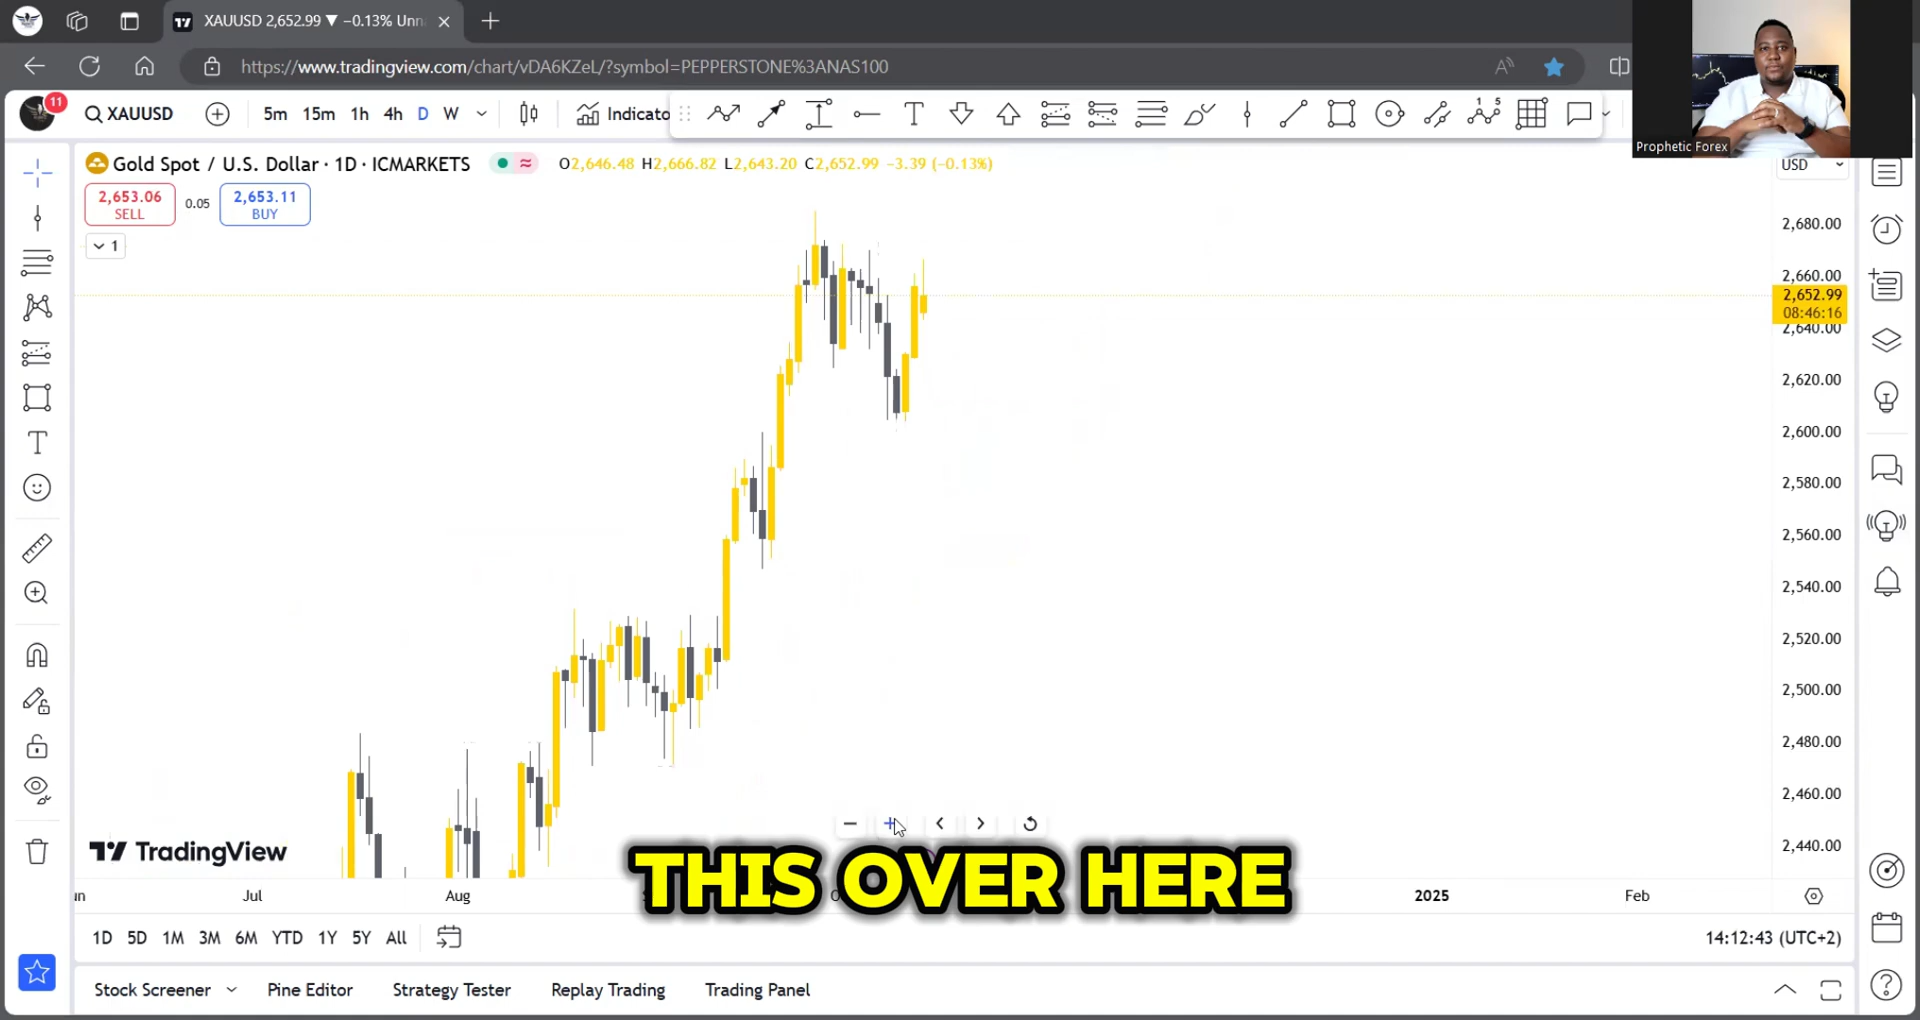 XAUUSD 2,652.99 ▼ −0.13% Unn
https://www.tradingview.com/chart/vDA6KZeL/?symbol=PEPPERSTONE%3ANAS100
Prophetic Forex
11
XAUUSD
5m 15m 1h 4h D W
Indicato
Gold Spot / U.S. Dollar · 1D · ICMARKETS
O2,646.48 H2,666.82 L2,643.20 C2,652.99 −3.39 (−0.13%)
USD
2,653.06
SELL
0.05
2,653.11
BUY
1
2,680.00
2,660.00
2,652.99
08:46:16
2,640.00
2,620.00
2,600.00
2,580.00
2,560.00
2,540.00
2,520.00
2,500.00
2,480.00
2,460.00
2,440.00
TradingView
THIS OVER HERE
Jul Aug 2025 Feb
1D 5D 1M 3M 6M YTD 1Y 5Y All
14:12:43 (UTC+2)
Stock Screener Pine Editor Strategy Tester Replay Trading Trading Panel